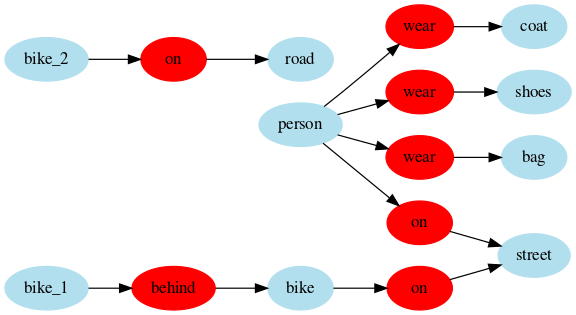 wear
coat
bike_2
on
road
wear
shoes
person
wear
bag
on
street
bike_1
behind
bike
on